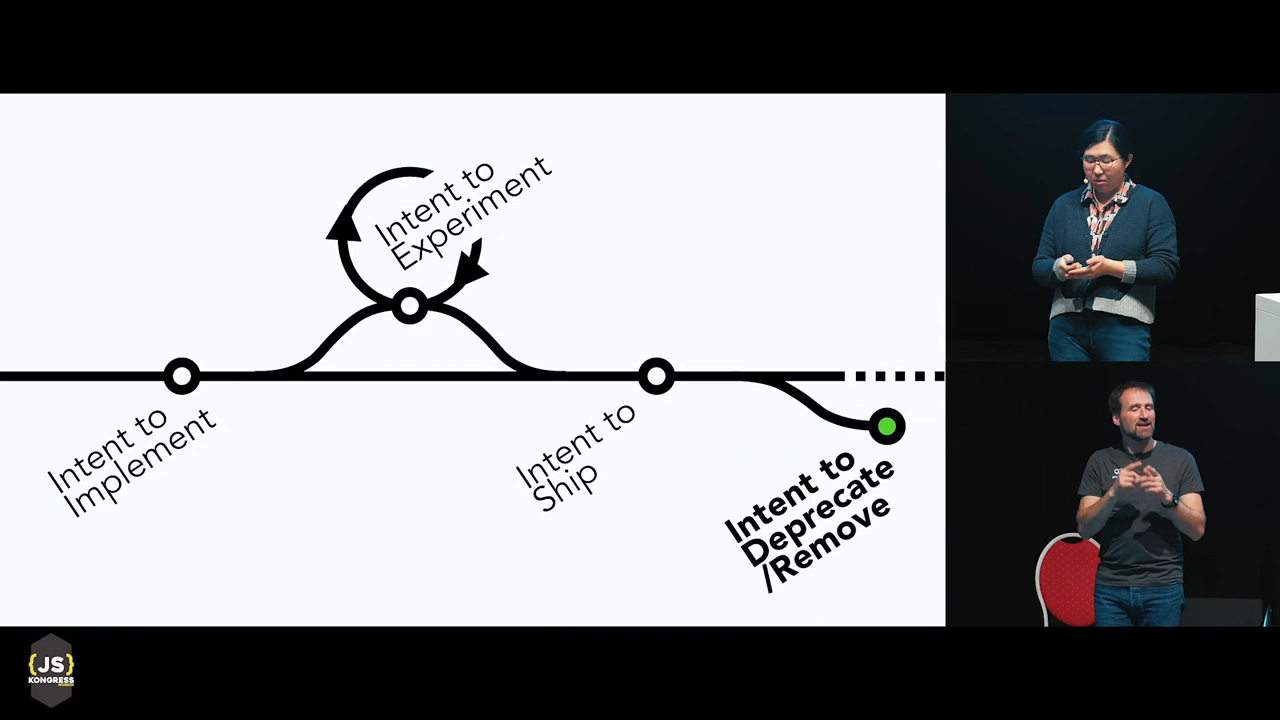 Intent to
Experiment
Intent to
Implement
Intent to
Ship
Intent to
Deprecate
/Remove
{JS}
KONGRESS